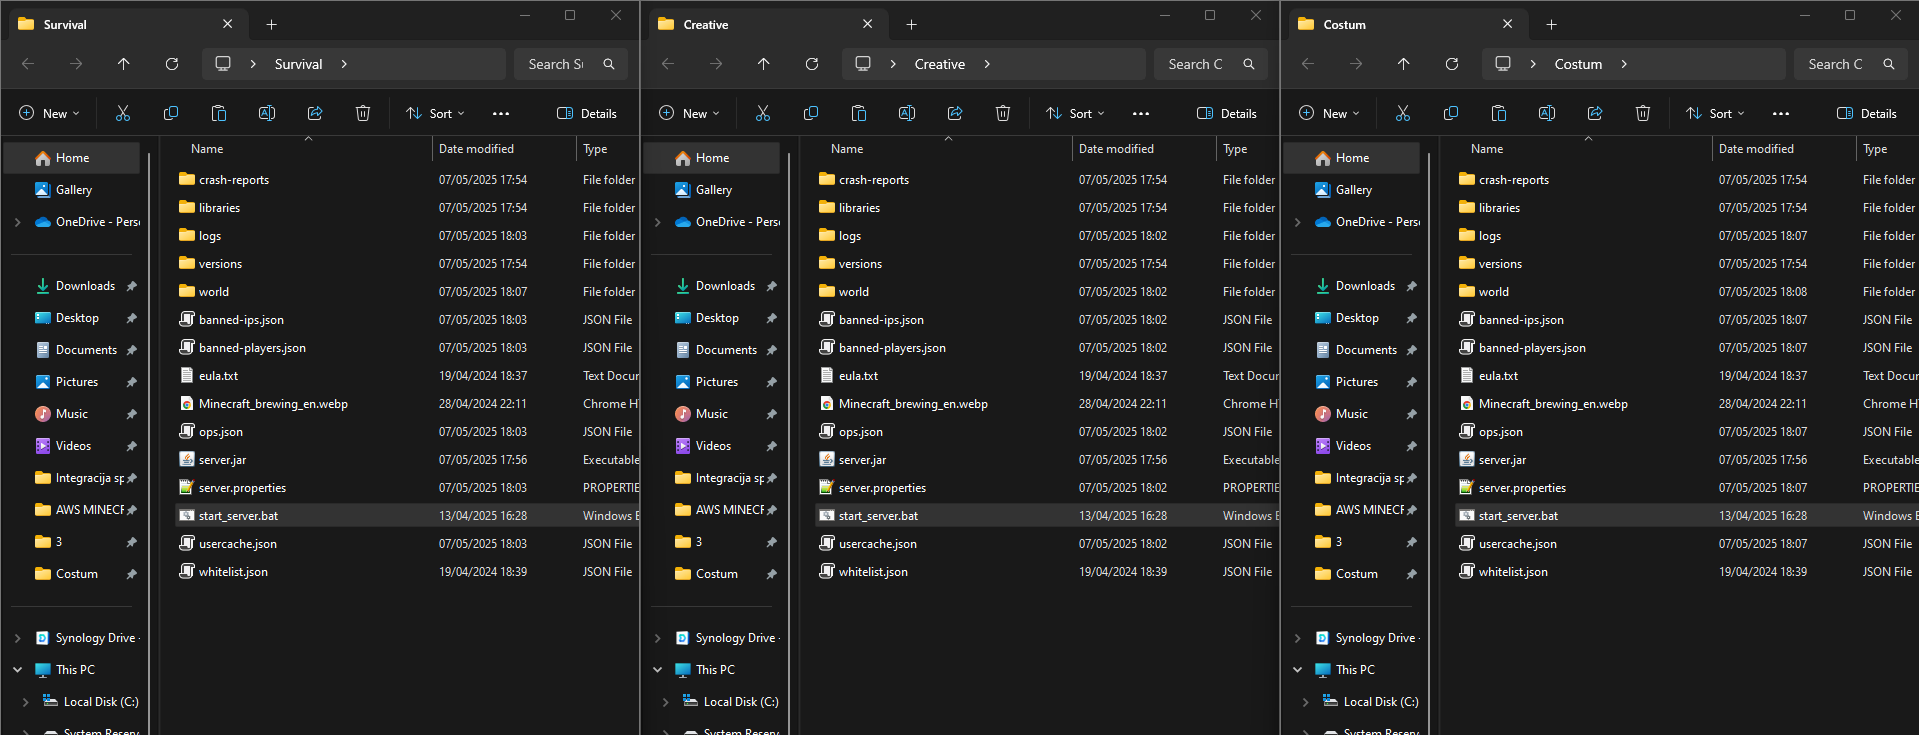 Survival
Survival
Search Su
New
Sort
Details
Name Date modified Type
Home
Gallery
OneDrive - Perso
Downloads
Desktop
Documents
Pictures
Music
Videos
Integracija sp
AWS MINECF
3
Costum
Synology Drive -
This PC
Local Disk (C:)
System Reserv
crash-reports 07/05/2025 17:54 File folder
libraries 07/05/2025 17:54 File folder
logs 07/05/2025 18:03 File folder
versions 07/05/2025 17:54 File folder
world 07/05/2025 18:07 File folder
banned-ips.json 07/05/2025 18:03 JSON File
banned-players.json 07/05/2025 18:03 JSON File
eula.txt 19/04/2024 18:37 Text Docur
Minecraft_brewing_en.webp 28/04/2024 22:11 Chrome H
ops.json 07/05/2025 18:03 JSON File
server.jar 07/05/2025 17:56 Executable
server.properties 07/05/2025 18:03 PROPERTIE
start_server.bat 13/04/2025 16:28 Windows B
usercache.json 07/05/2025 18:03 JSON File
whitelist.json 19/04/2024 18:39 JSON File
Creative
Creative
Search C
New
Sort
Details
Name Date modified Type
Home
Gallery
OneDrive - Perso
Downloads
Desktop
Documents
Pictures
Music
Videos
Integracija sp
AWS MINECF
3
Costum
Synology Drive -
This PC
Local Disk (C:)
System Reserv
crash-reports 07/05/2025 17:54 File folder
libraries 07/05/2025 17:54 File folder
logs 07/05/2025 18:02 File folder
versions 07/05/2025 17:54 File folder
world 07/05/2025 18:02 File folder
banned-ips.json 07/05/2025 18:02 JSON File
banned-players.json 07/05/2025 18:02 JSON File
eula.txt 19/04/2024 18:37 Text Docur
Minecraft_brewing_en.webp 28/04/2024 22:11 Chrome H
ops.json 07/05/2025 18:02 JSON File
server.jar 07/05/2025 17:56 Executable
server.properties 07/05/2025 18:02 PROPERTIE
start_server.bat 13/04/2025 16:28 Windows B
usercache.json 07/05/2025 18:02 JSON File
whitelist.json 19/04/2024 18:39 JSON File
Costum
Costum
Search C
New
Sort
Details
Name Date modified Type
Home
Gallery
OneDrive - Perso
Downloads
Desktop
Documents
Pictures
Music
Videos
Integracija sp
AWS MINECF
3
Costum
Synology Drive -
This PC
Local Disk (C:)
System Reserv
crash-reports 07/05/2025 17:54 File folder
libraries 07/05/2025 17:54 File folder
logs 07/05/2025 18:07 File folder
versions 07/05/2025 17:54 File folder
world 07/05/2025 18:08 File folder
banned-ips.json 07/05/2025 18:07 JSON File
banned-players.json 07/05/2025 18:07 JSON File
eula.txt 19/04/2024 18:37 Text Docur
Minecraft_brewing_en.webp 28/04/2024 22:11 Chrome H
ops.json 07/05/2025 18:07 JSON File
server.jar 07/05/2025 17:56 Executable
server.properties 07/05/2025 18:07 PROPERTIE
start_server.bat 13/04/2025 16:28 Windows B
usercache.json 07/05/2025 18:07 JSON File
whitelist.json 19/04/2024 18:39 JSON File